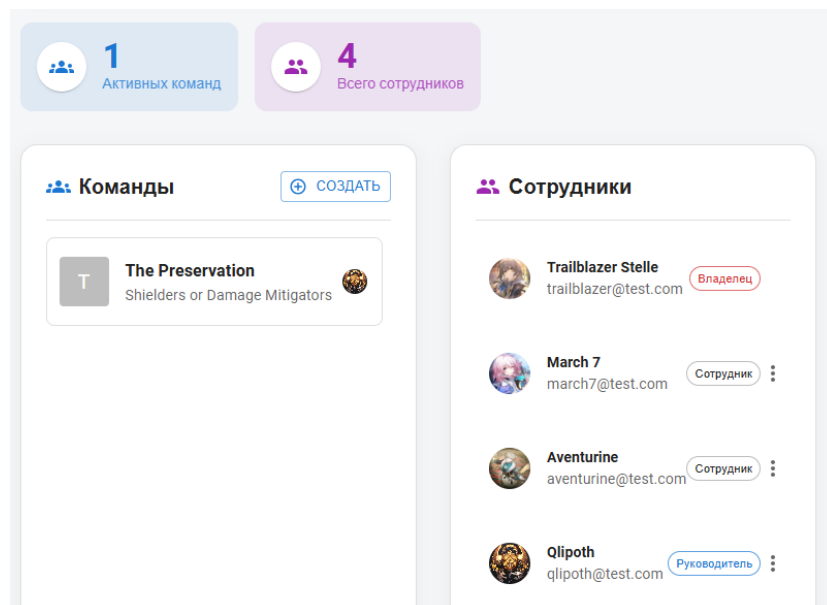 1
Активных команд
4
Всего сотрудников
Команды
СОЗДАТЬ
T
The Preservation
Shielders or Damage Mitigators
Сотрудники
Trailblazer Stelle
trailblazer@test.com
Владелец
March 7
march7@test.com
Сотрудник
Aventurine
aventurine@test.com
Сотрудник
Qlipoth
qlipoth@test.com
Руководитель